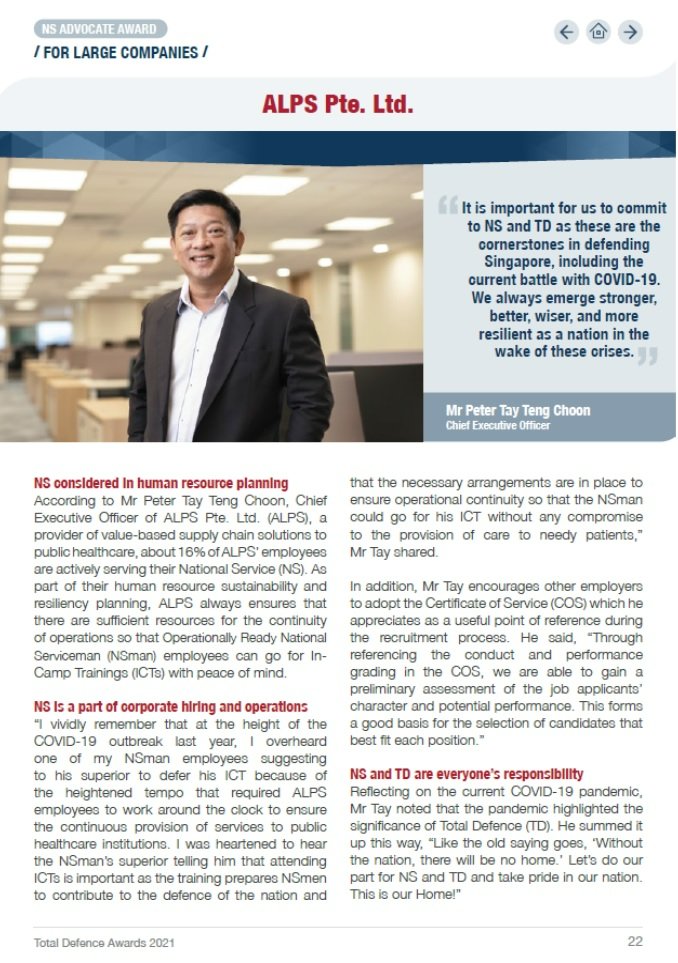 NS ADVOCATE AWARD
/ FOR LARGE COMPANIES /
ALPS Pte. Ltd.
“ It is important for us to commit
to NS and TD as these are the
cornerstones in defending
Singapore, including the
current battle with COVID-19.
We always emerge stronger,
better, wiser, and more
resilient as a nation in the
wake of these crises. ”
Mr Peter Tay Teng Choon
Chief Executive Officer
NS considered in human resource planning
According to Mr Peter Tay Teng Choon, Chief
Executive Officer of ALPS Pte. Ltd. (ALPS), a
provider of value-based supply chain solutions to
public healthcare, about 16% of ALPS’ employees
are actively serving their National Service (NS). As
part of their human resource sustainability and
resiliency planning, ALPS always ensures that
there are sufficient resources for the continuity
of operations so that Operationally Ready National
Serviceman (NSman) employees can go for In-
Camp Trainings (ICTs) with peace of mind.
NS is a part of corporate hiring and operations
“I vividly remember that at the height of the
COVID-19 outbreak last year, I overheard
one of my NSman employees suggesting
to his superior to defer his ICT because of
the heightened tempo that required ALPS
employees to work around the clock to ensure
the continuous provision of services to public
healthcare institutions. I was heartened to hear
the NSman’s superior telling him that attending
ICTs is important as the training prepares NSmen
to contribute to the defence of the nation and
that the necessary arrangements are in place to
ensure operational continuity so that the NSman
could go for his ICT without any compromise
to the provision of care to needy patients,”
Mr Tay shared.
In addition, Mr Tay encourages other employers
to adopt the Certificate of Service (COS) which he
appreciates as a useful point of reference during
the recruitment process. He said, “Through
referencing the conduct and performance
grading in the COS, we are able to gain a
preliminary assessment of the job applicants’
character and potential performance. This forms
a good basis for the selection of candidates that
best fit each position.”
NS and TD are everyone’s responsibility
Reflecting on the current COVID-19 pandemic,
Mr Tay noted that the pandemic highlighted the
significance of Total Defence (TD). He summed it
up this way, “Like the old saying goes, ‘Without
the nation, there will be no home.’ Let’s do our
part for NS and TD and take pride in our nation.
This is our Home!”
Total Defence Awards 2021
22